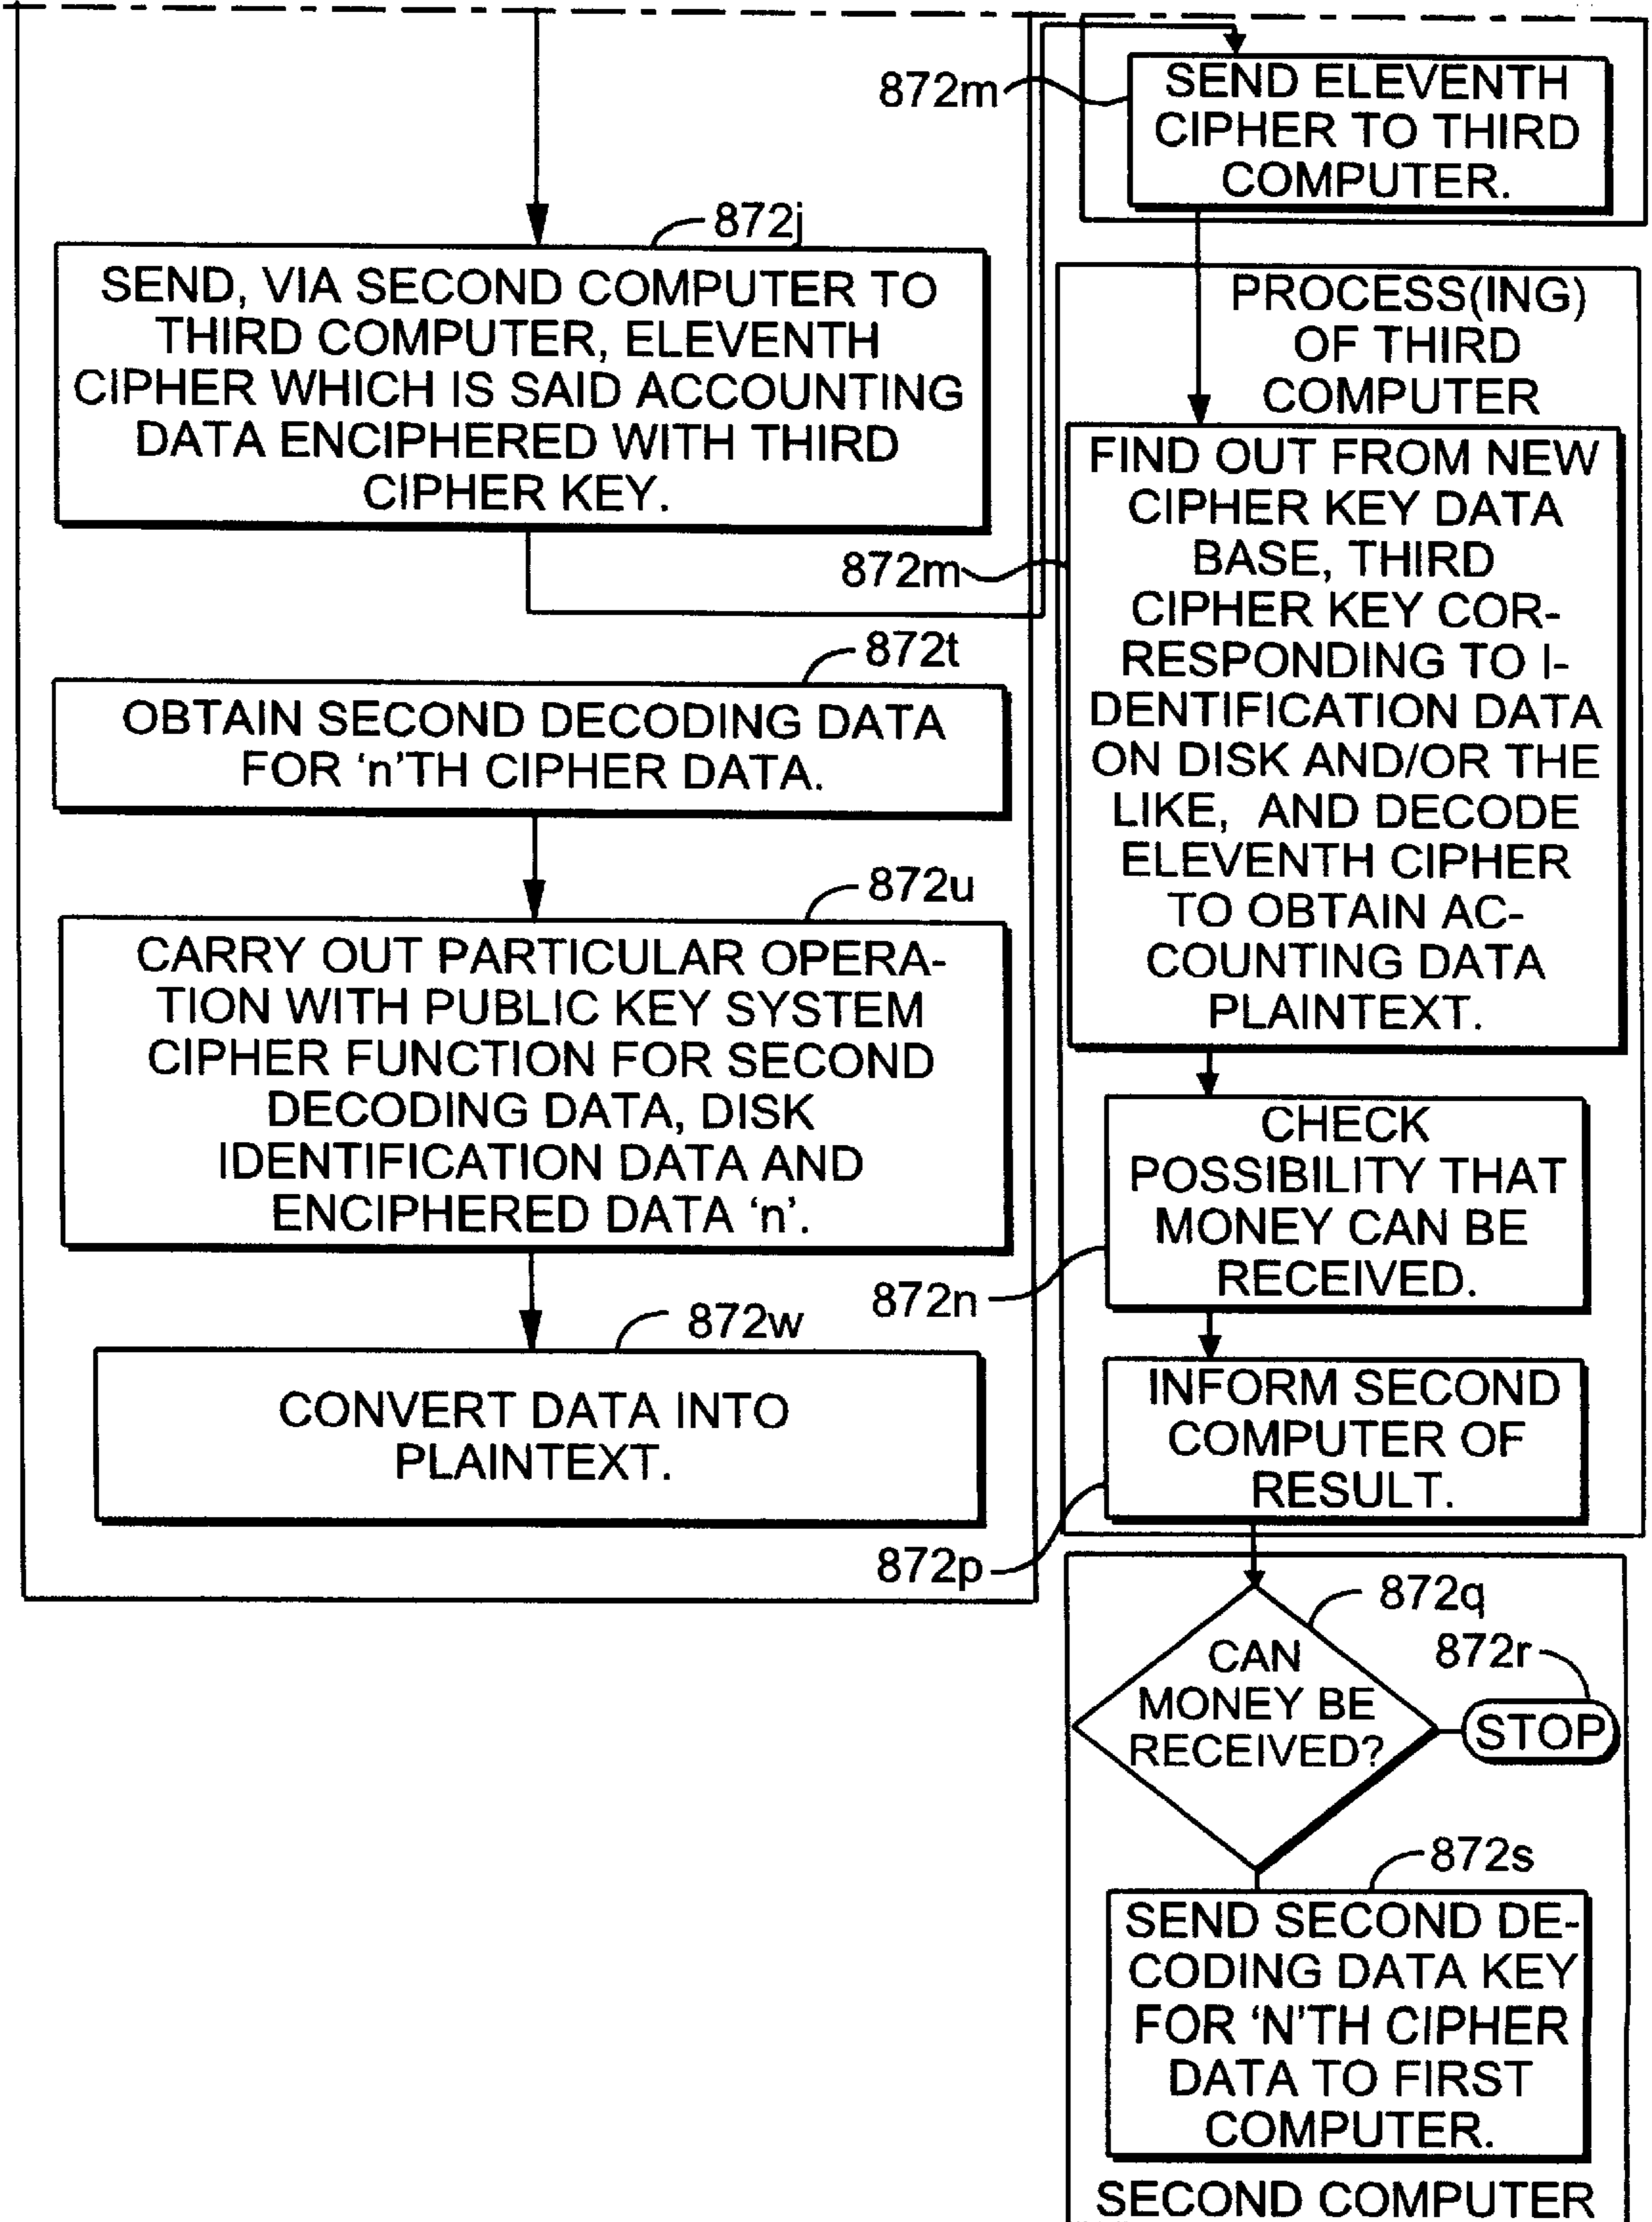 872j
SEND, VIA SECOND COMPUTER TO
THIRD COMPUTER, ELEVENTH
CIPHER WHICH IS SAID ACCOUNTING
DATA ENCIPHERED WITH THIRD
CIPHER KEY.
872t
OBTAIN SECOND DECODING DATA
FOR ‘n’TH CIPHER DATA.
872u
CARRY OUT PARTICULAR OPERA-
TION WITH PUBLIC KEY SYSTEM
CIPHER FUNCTION FOR SECOND
DECODING DATA, DISK
IDENTIFICATION DATA AND
ENCIPHERED DATA ‘n’.
872w
CONVERT DATA INTO
PLAINTEXT.
872m
SEND ELEVENTH
CIPHER TO THIRD
COMPUTER.
PROCESS(ING)
OF THIRD
COMPUTER
872m
FIND OUT FROM NEW
CIPHER KEY DATA
BASE, THIRD
CIPHER KEY COR-
RESPONDING TO I-
DENTIFICATION DATA
ON DISK AND/OR THE
LIKE, AND DECODE
ELEVENTH CIPHER
TO OBTAIN AC-
COUNTING DATA
PLAINTEXT.
CHECK
POSSIBILITY THAT
MONEY CAN BE
RECEIVED.
872n
INFORM SECOND
COMPUTER OF
RESULT.
872p
872q
CAN
MONEY BE
RECEIVED?
872r
STOP
872s
SEND SECOND DE-
CODING DATA KEY
FOR ‘N’TH CIPHER
DATA TO FIRST
COMPUTER.
SECOND COMPUTER